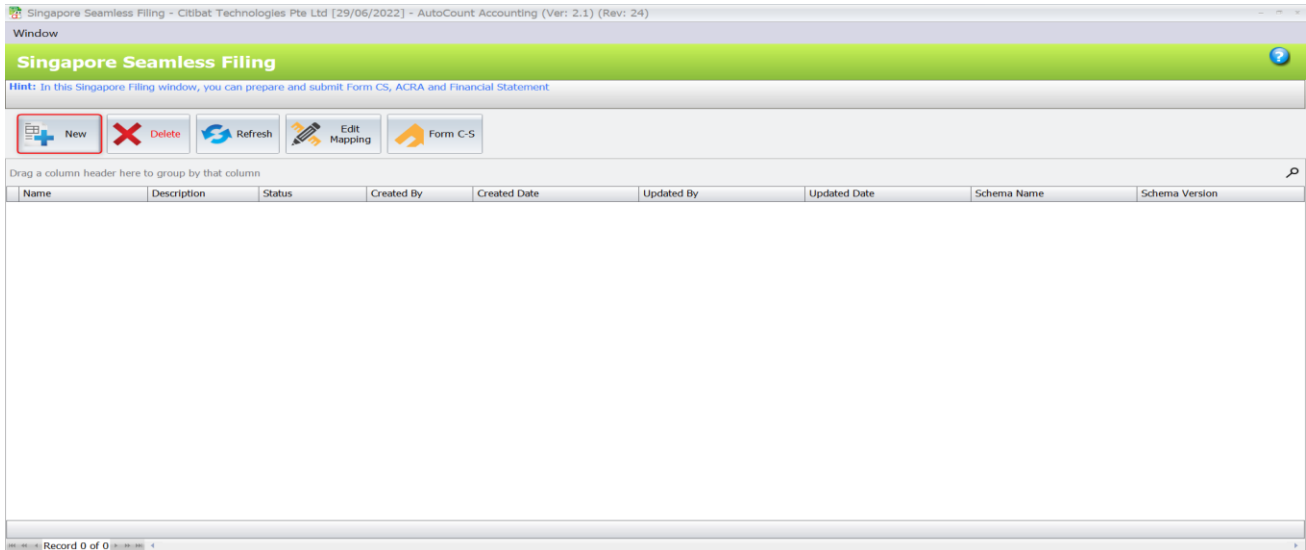 Singapore Seamless Filing - Citibat Technologies Pte Ltd [29/06/2022] - AutoCount Accounting (Ver: 2.1) (Rev: 24)
Window
Singapore Seamless Filing
?
Hint: In this Singapore Filing window, you can prepare and submit Form CS, ACRA and Financial Statement
New Delete Refresh Edit Mapping Form C-S
Drag a column header here to group by that column
Name Description Status Created By Created Date Updated By Updated Date Schema Name Schema Version
Record 0 of 0